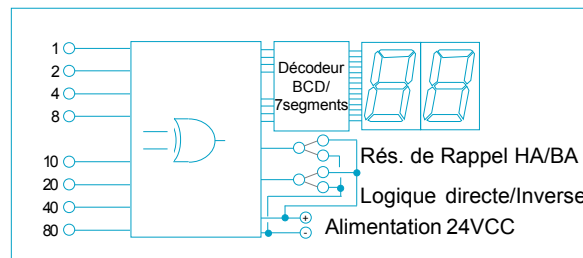 1
2
4
8
10
20
40
80
Décodeur
BCD/
7segments
Rés. de Rappel HA/BA
Logique directe/Inverse
+
Alimentation 24VCC
-